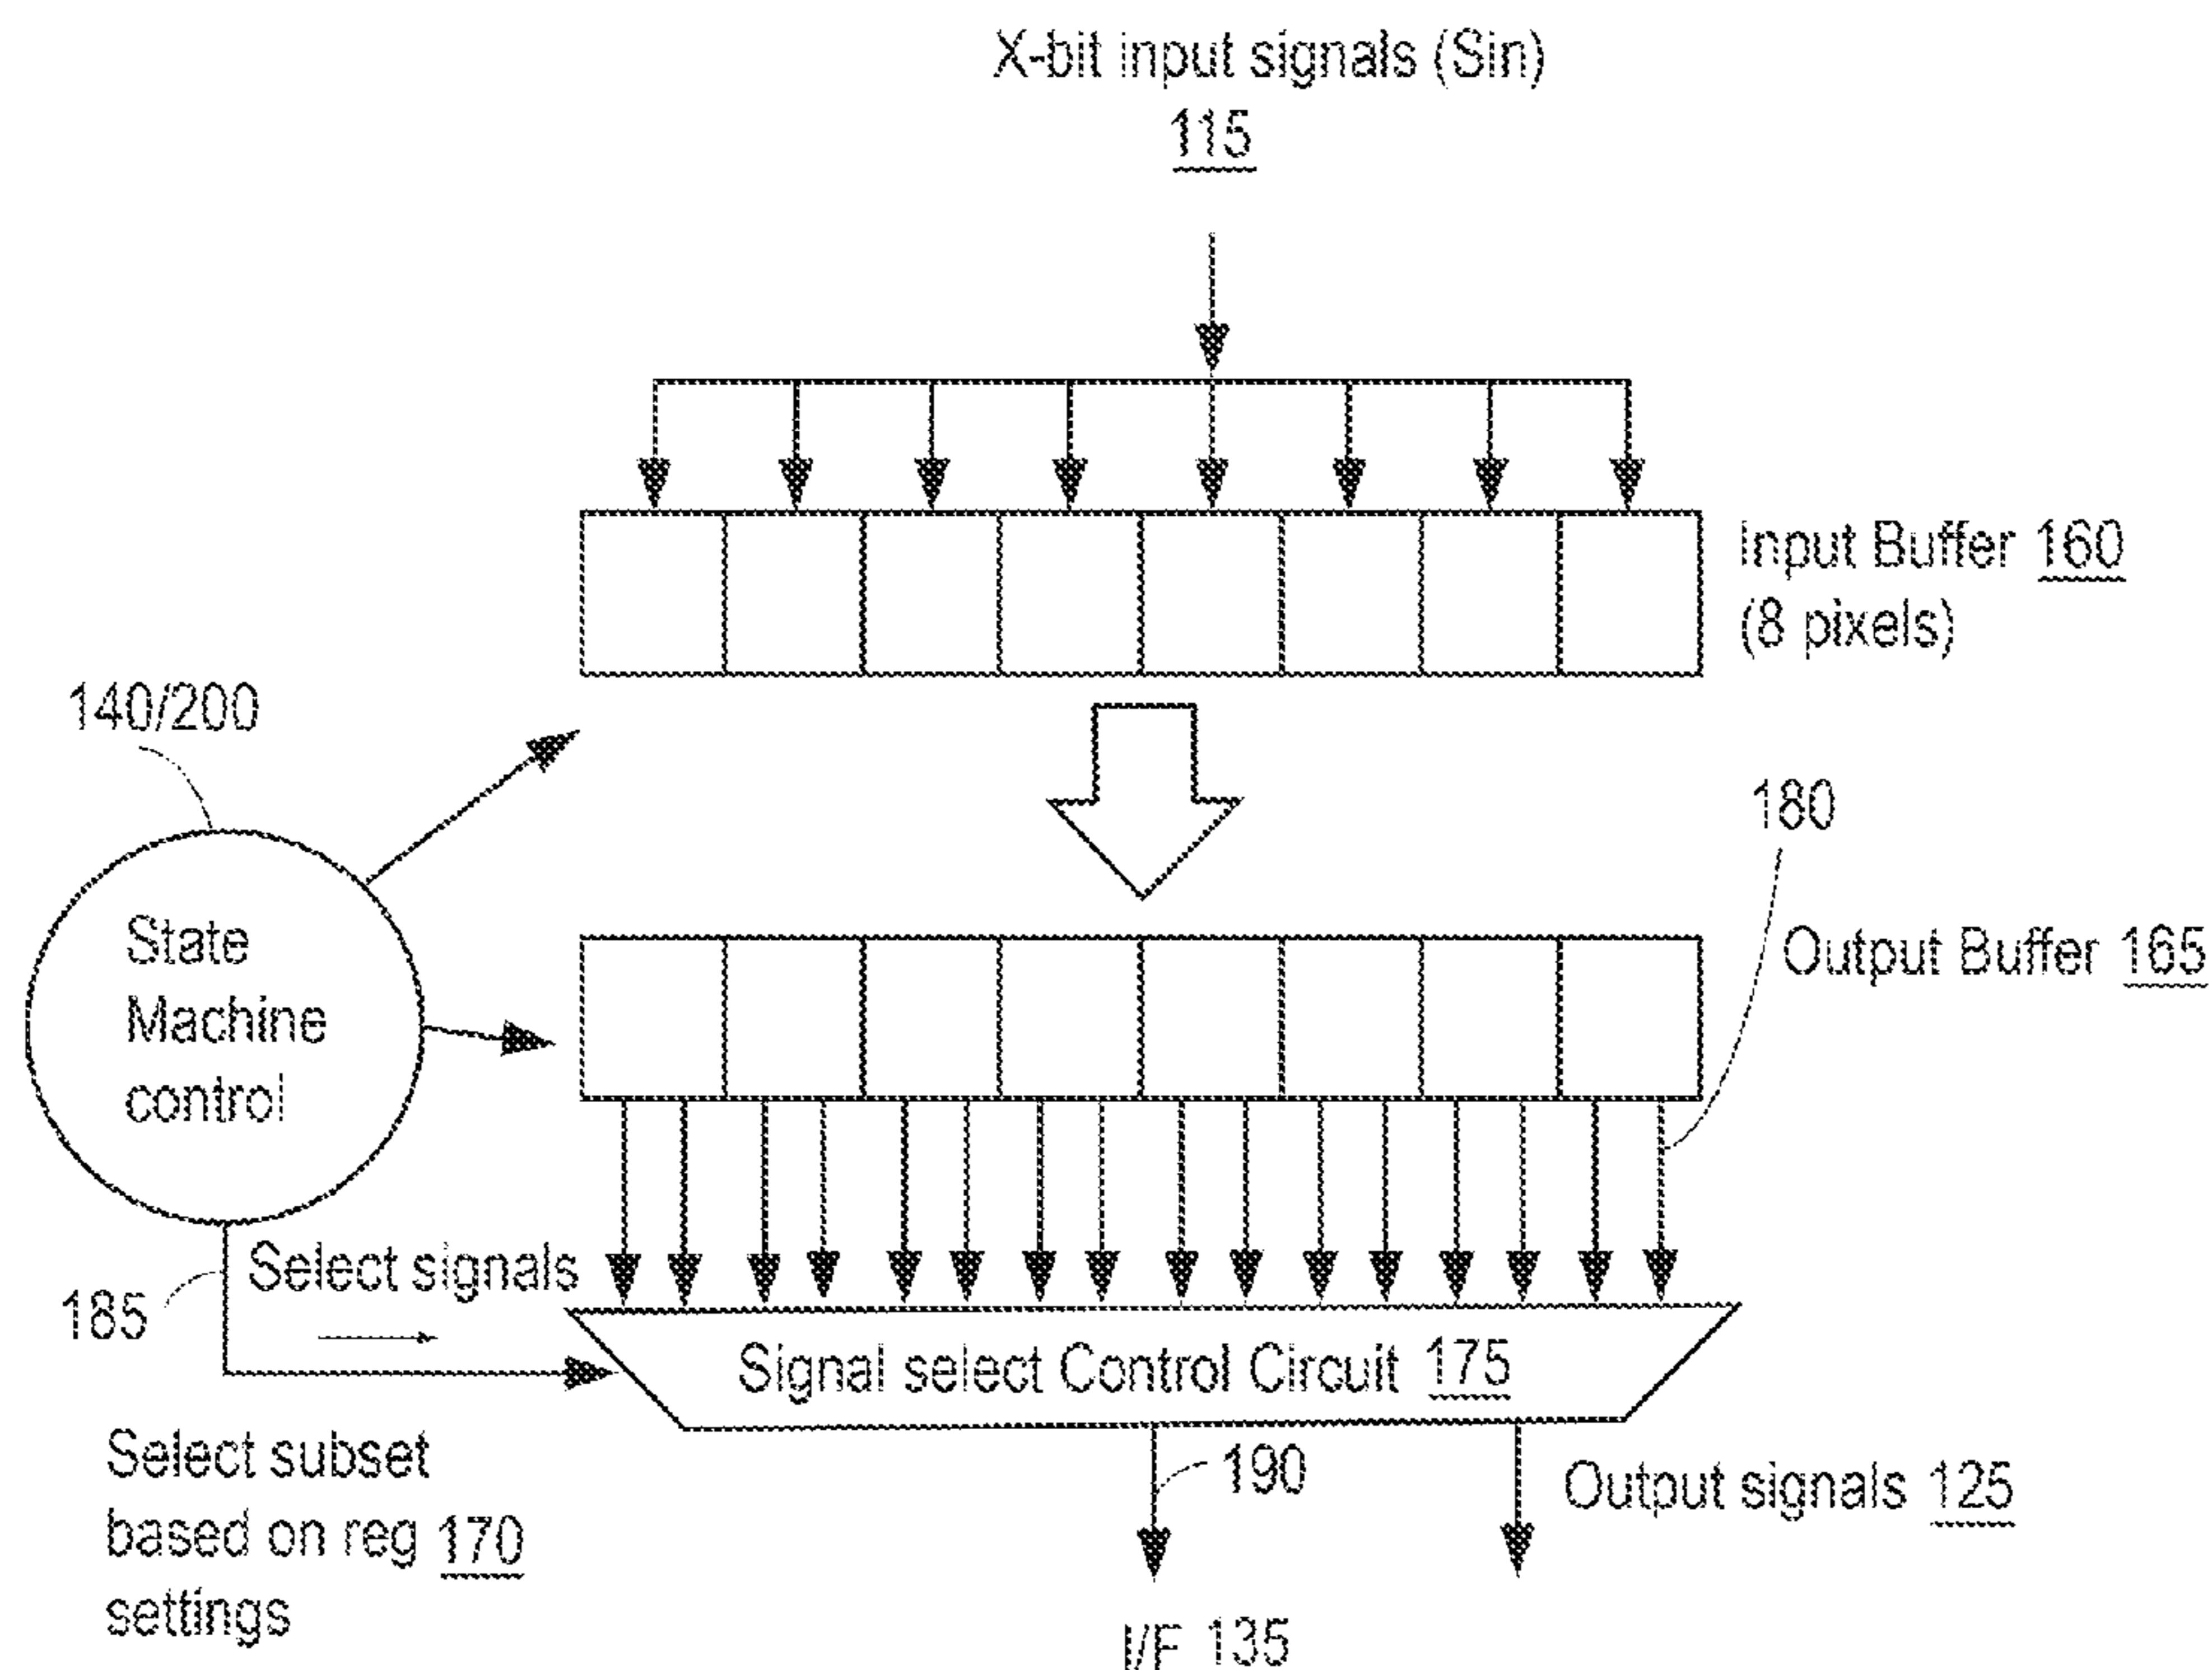 X-bit input signals (Sin)
115
Input Buffer 160
(8 pixels)
140/200
180
State
Machine
control
Output Buffer 165
Select signals
185
Signal select Control Circuit 175
190
Output signals 125
Select subset
based on reg 170
settings
I/F 135